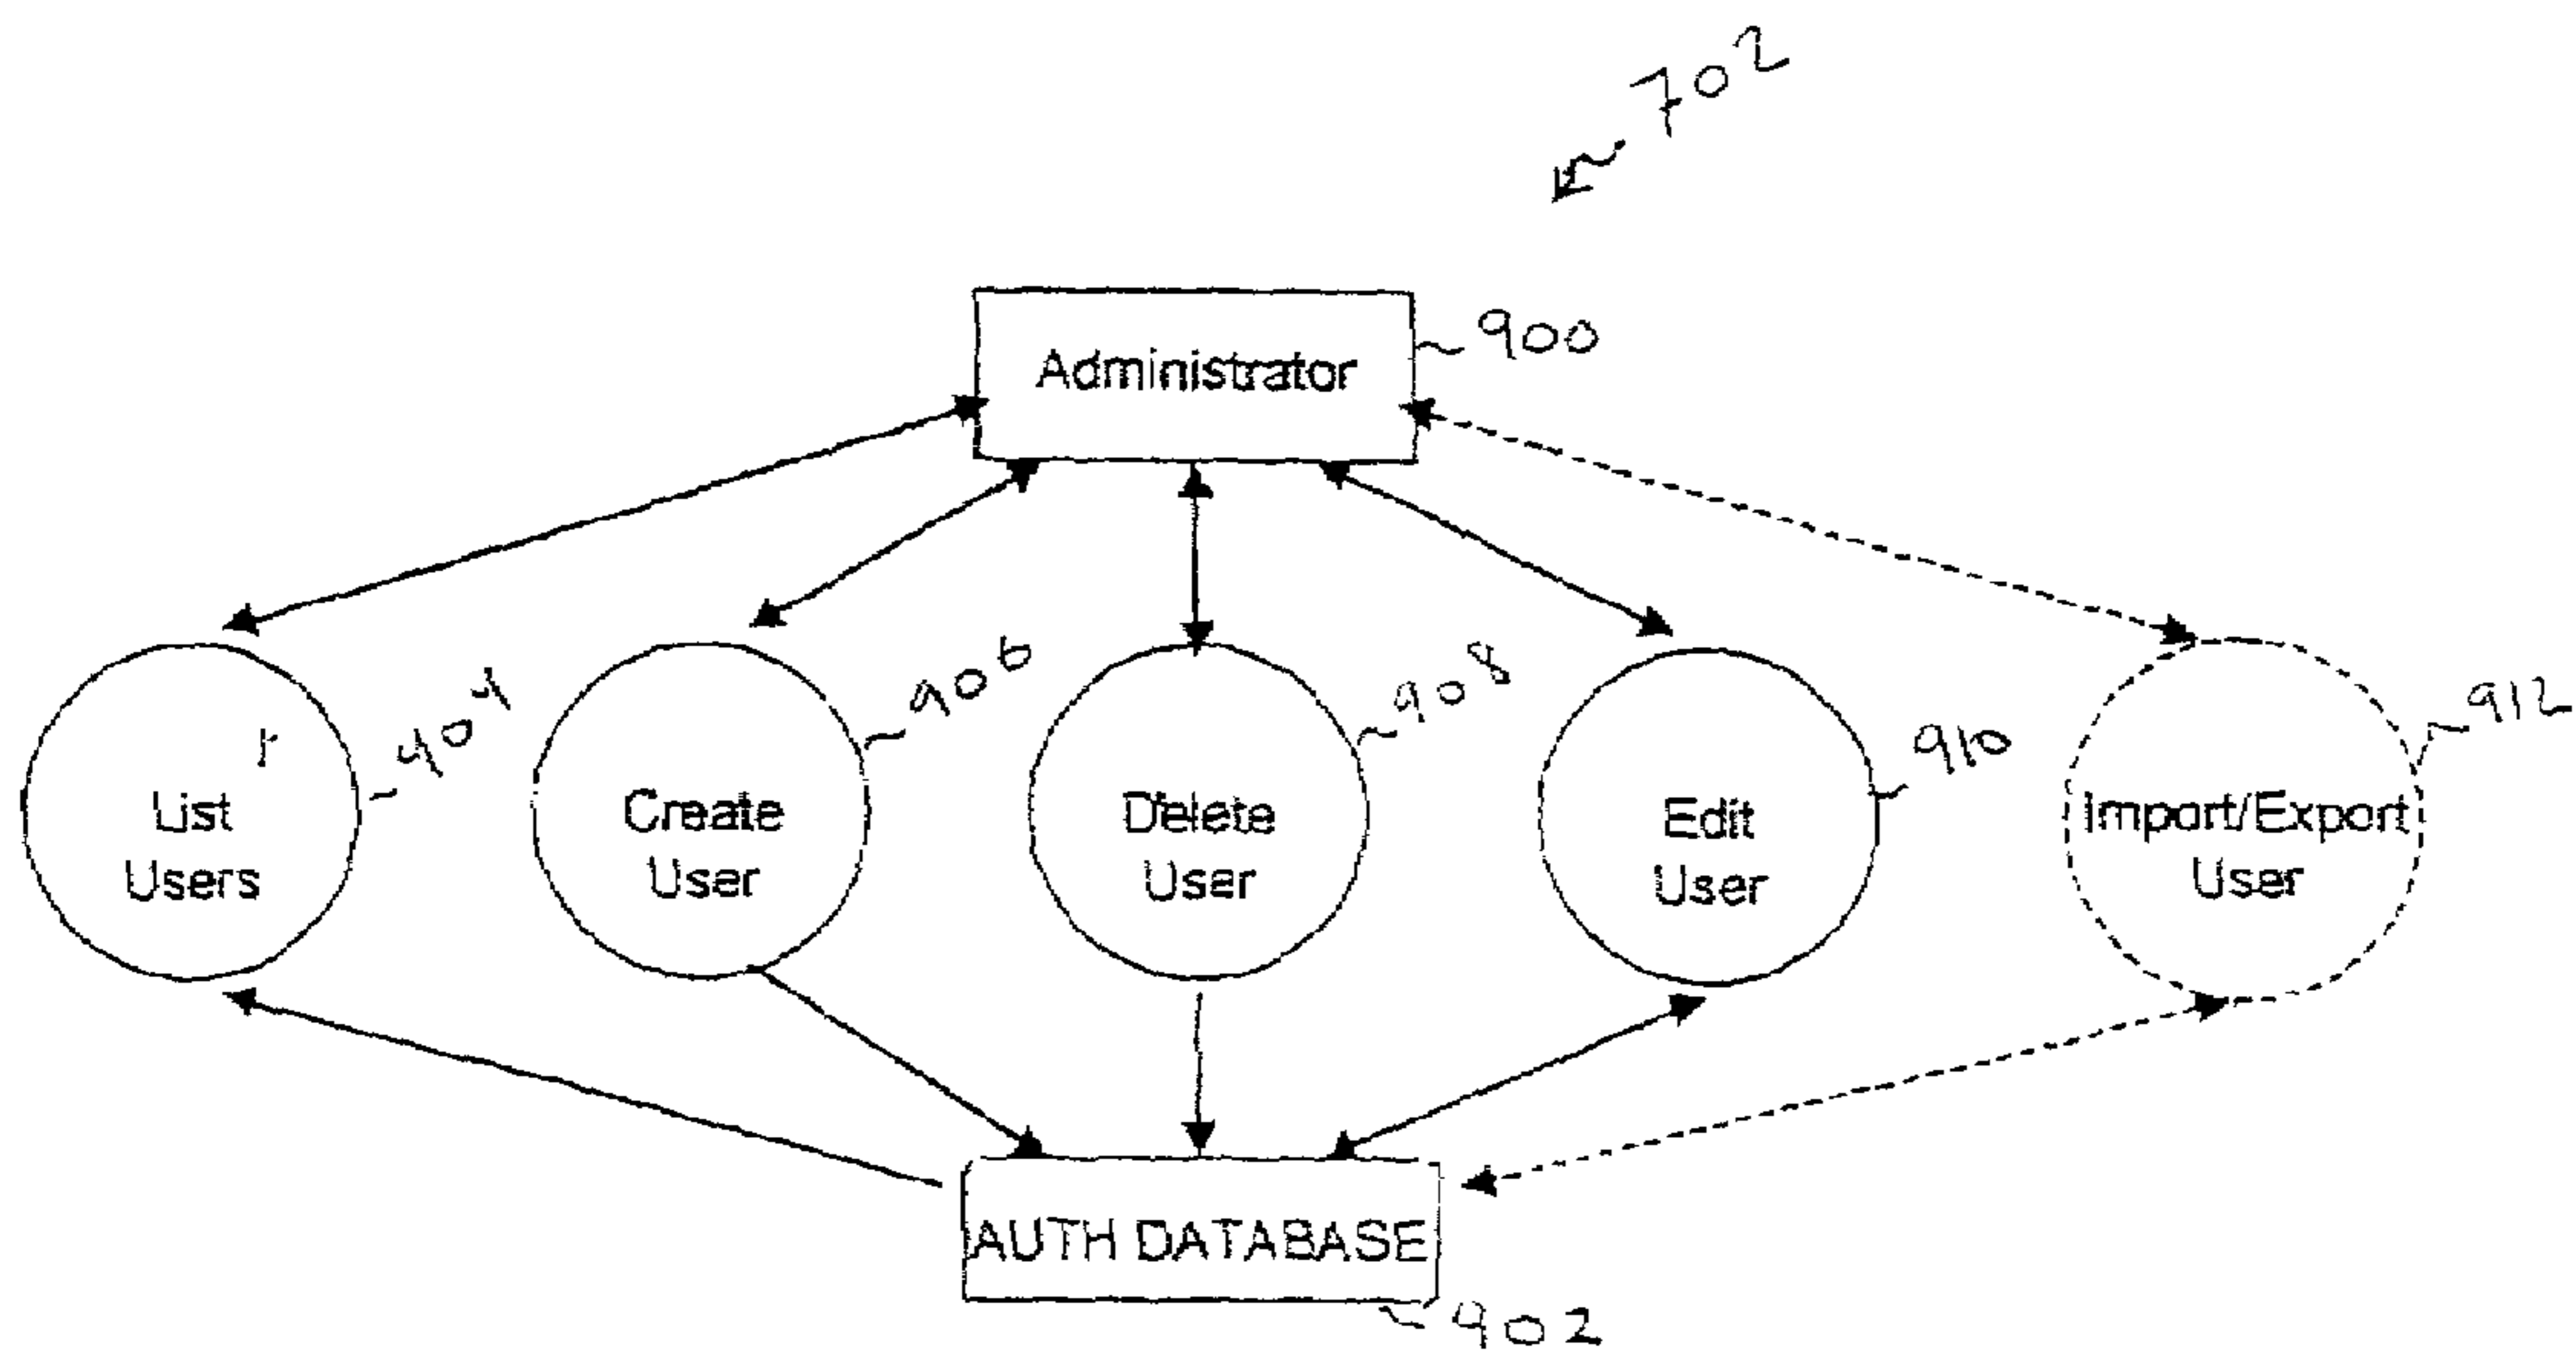 702
Administrator
900
904
906
908
910
912
List
Users
Create
User
Delete
User
Edit
User
Import/Export
User
AUTH DATABASE
902